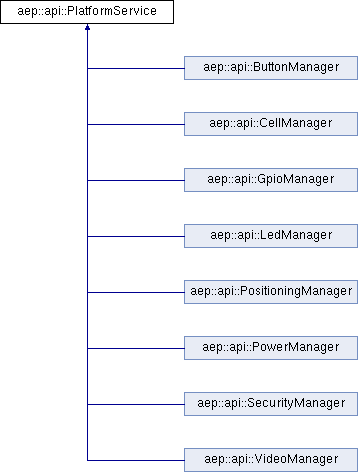 aep::api::PlatformService
aep::api::ButtonManager
aep::api::CellManager
aep::api::GpioManager
aep::api::LedManager
aep::api::PositioningManager
aep::api::PowerManager
aep::api::SecurityManager
aep::api::VideoManager